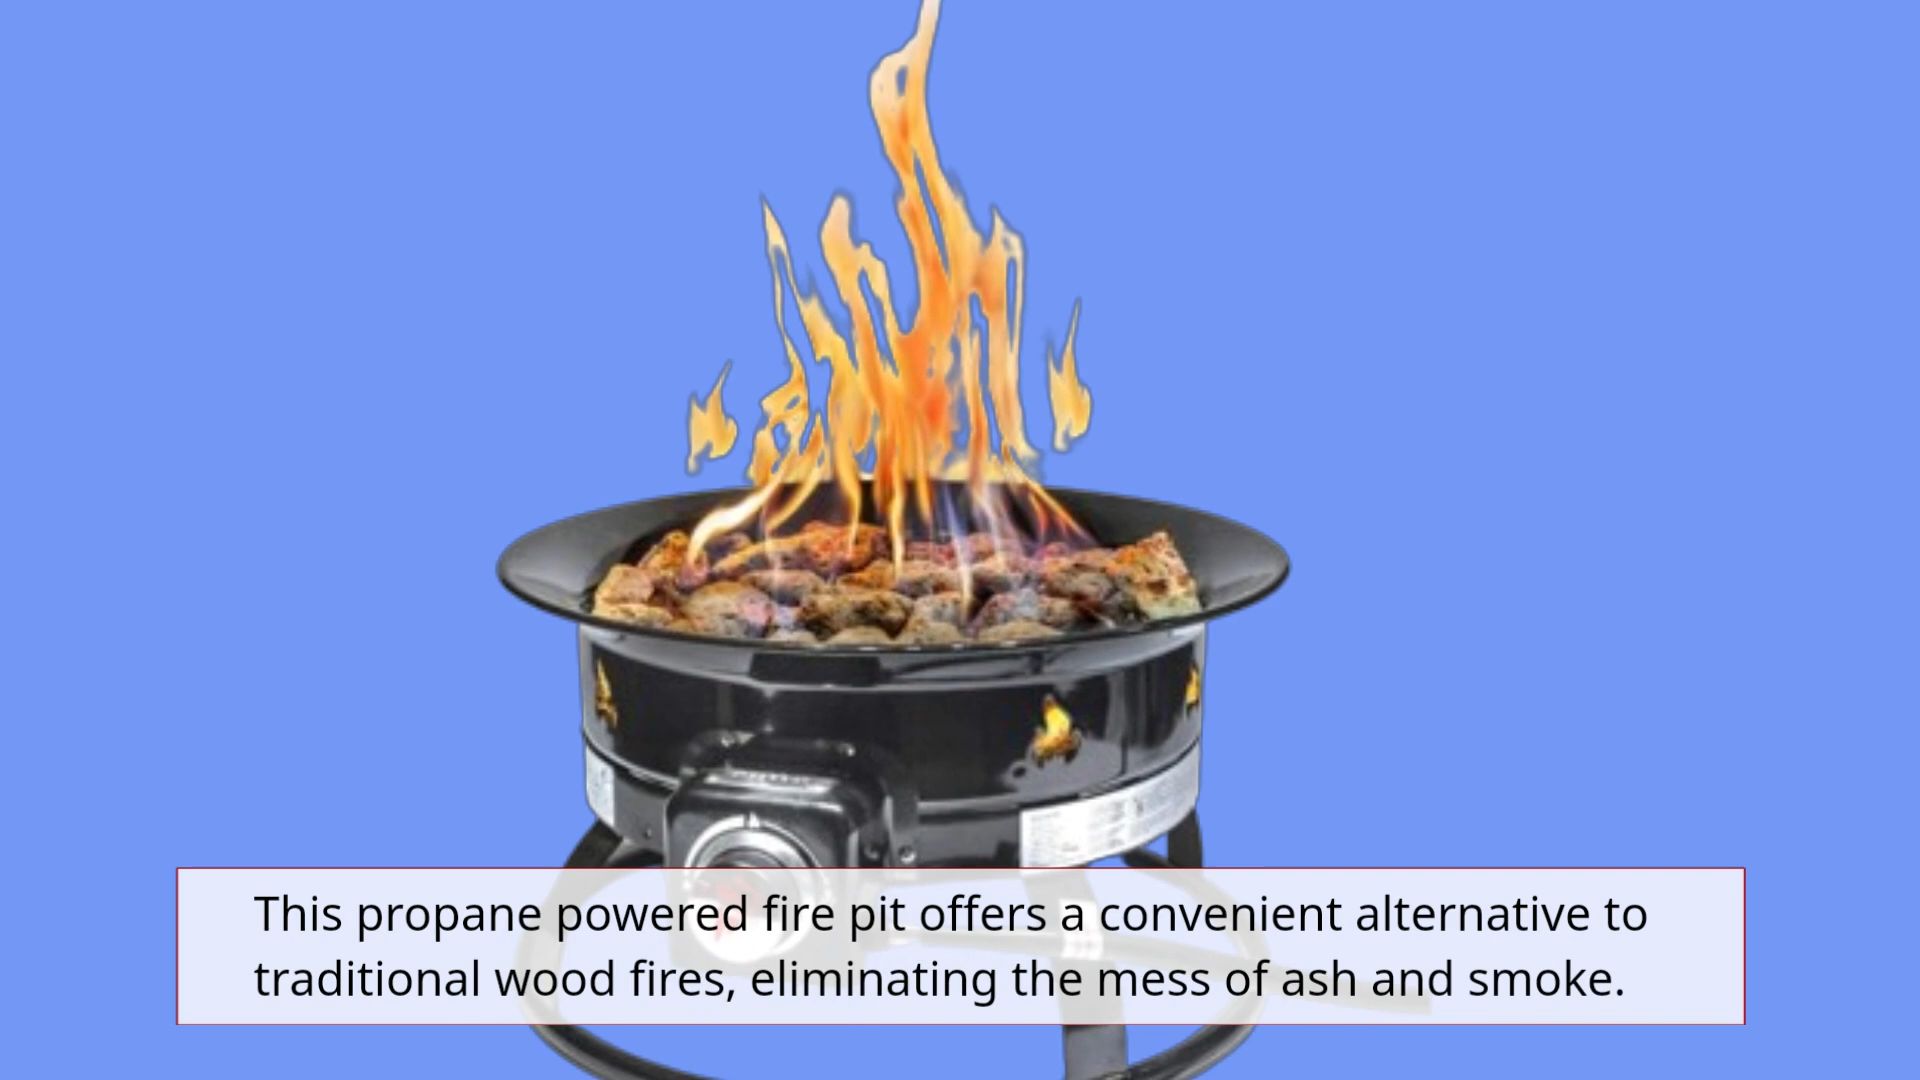 This propane powered fire pit offers a convenient alternative to
traditional wood fires, eliminating the mess of ash and smoke.